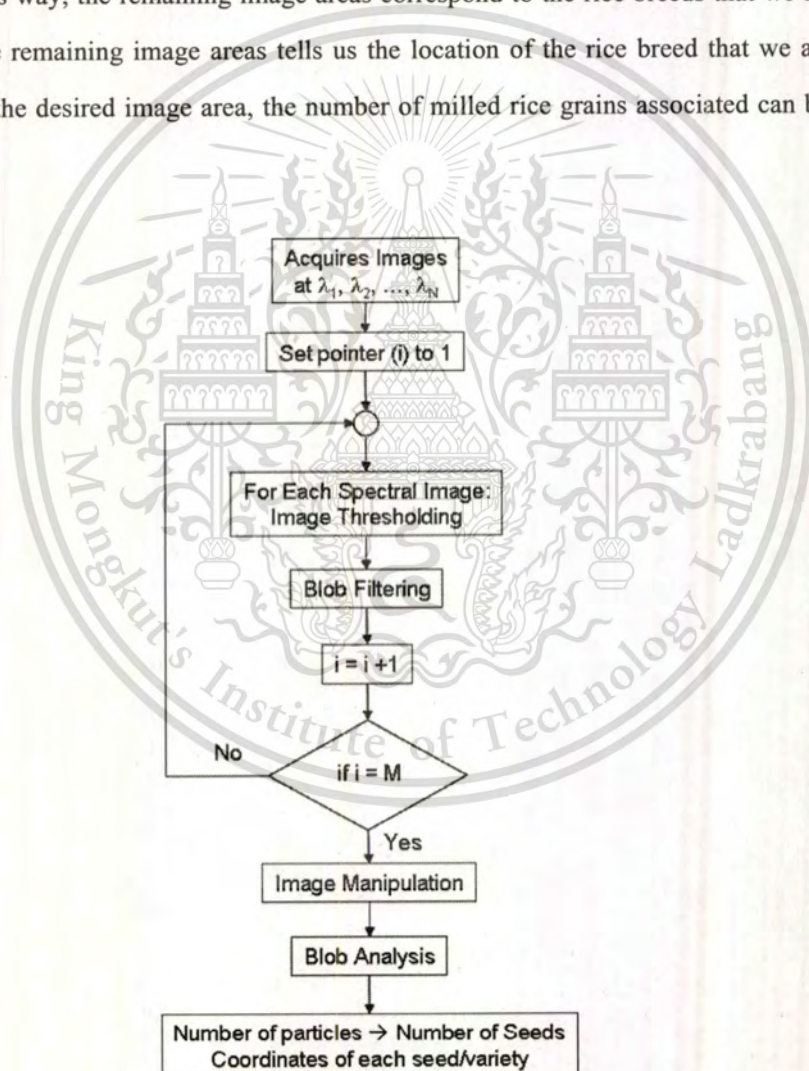 s way, the remaining image areas correspond to the rice breeds that we
remaining image areas tells us the location of the rice breed that we a
the desired image area, the number of milled rice grains associated can b
Acquires Images
at λ1, λ2, ..., λN
Set pointer (i) to 1
For Each Spectral Image:
Image Thresholding
Blob Filtering
i = i +1
if i = M
No
Yes
Image Manipulation
Blob Analysis
Number of particles → Number of Seeds
Coordinates of each seed/variety
King Mongkut's Institute of Technology Ladkrabang